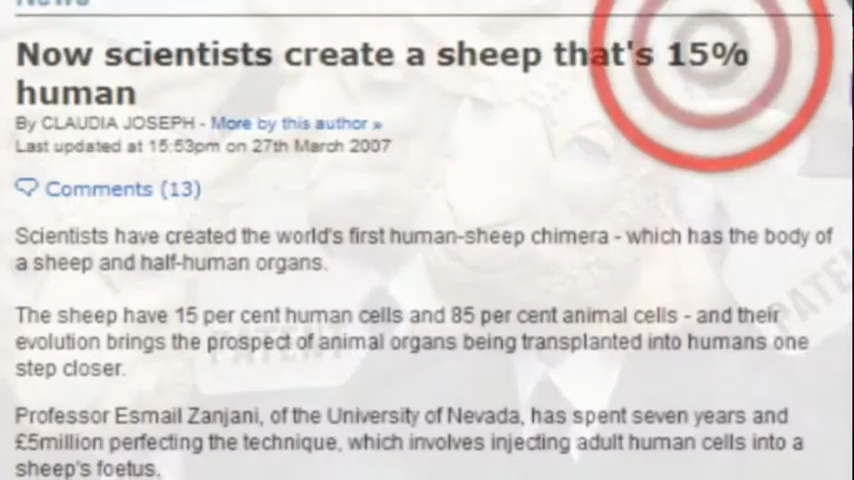 News
Now scientists create a sheep that's 15%
human
By CLAUDIA JOSEPH - More by this author »
Last updated at 15:53pm on 27th March 2007
Comments (13)
Scientists have created the world's first human-sheep chimera - which has the body of
a sheep and half-human organs.
The sheep have 15 per cent human cells and 85 per cent animal cells - and their
evolution brings the prospect of animal organs being transplanted into humans one
step closer.
Professor Esmail Zanjani, of the University of Nevada, has spent seven years and
£5million perfecting the technique, which involves injecting adult human cells into a
sheep's foetus.
PATENT
PATEN